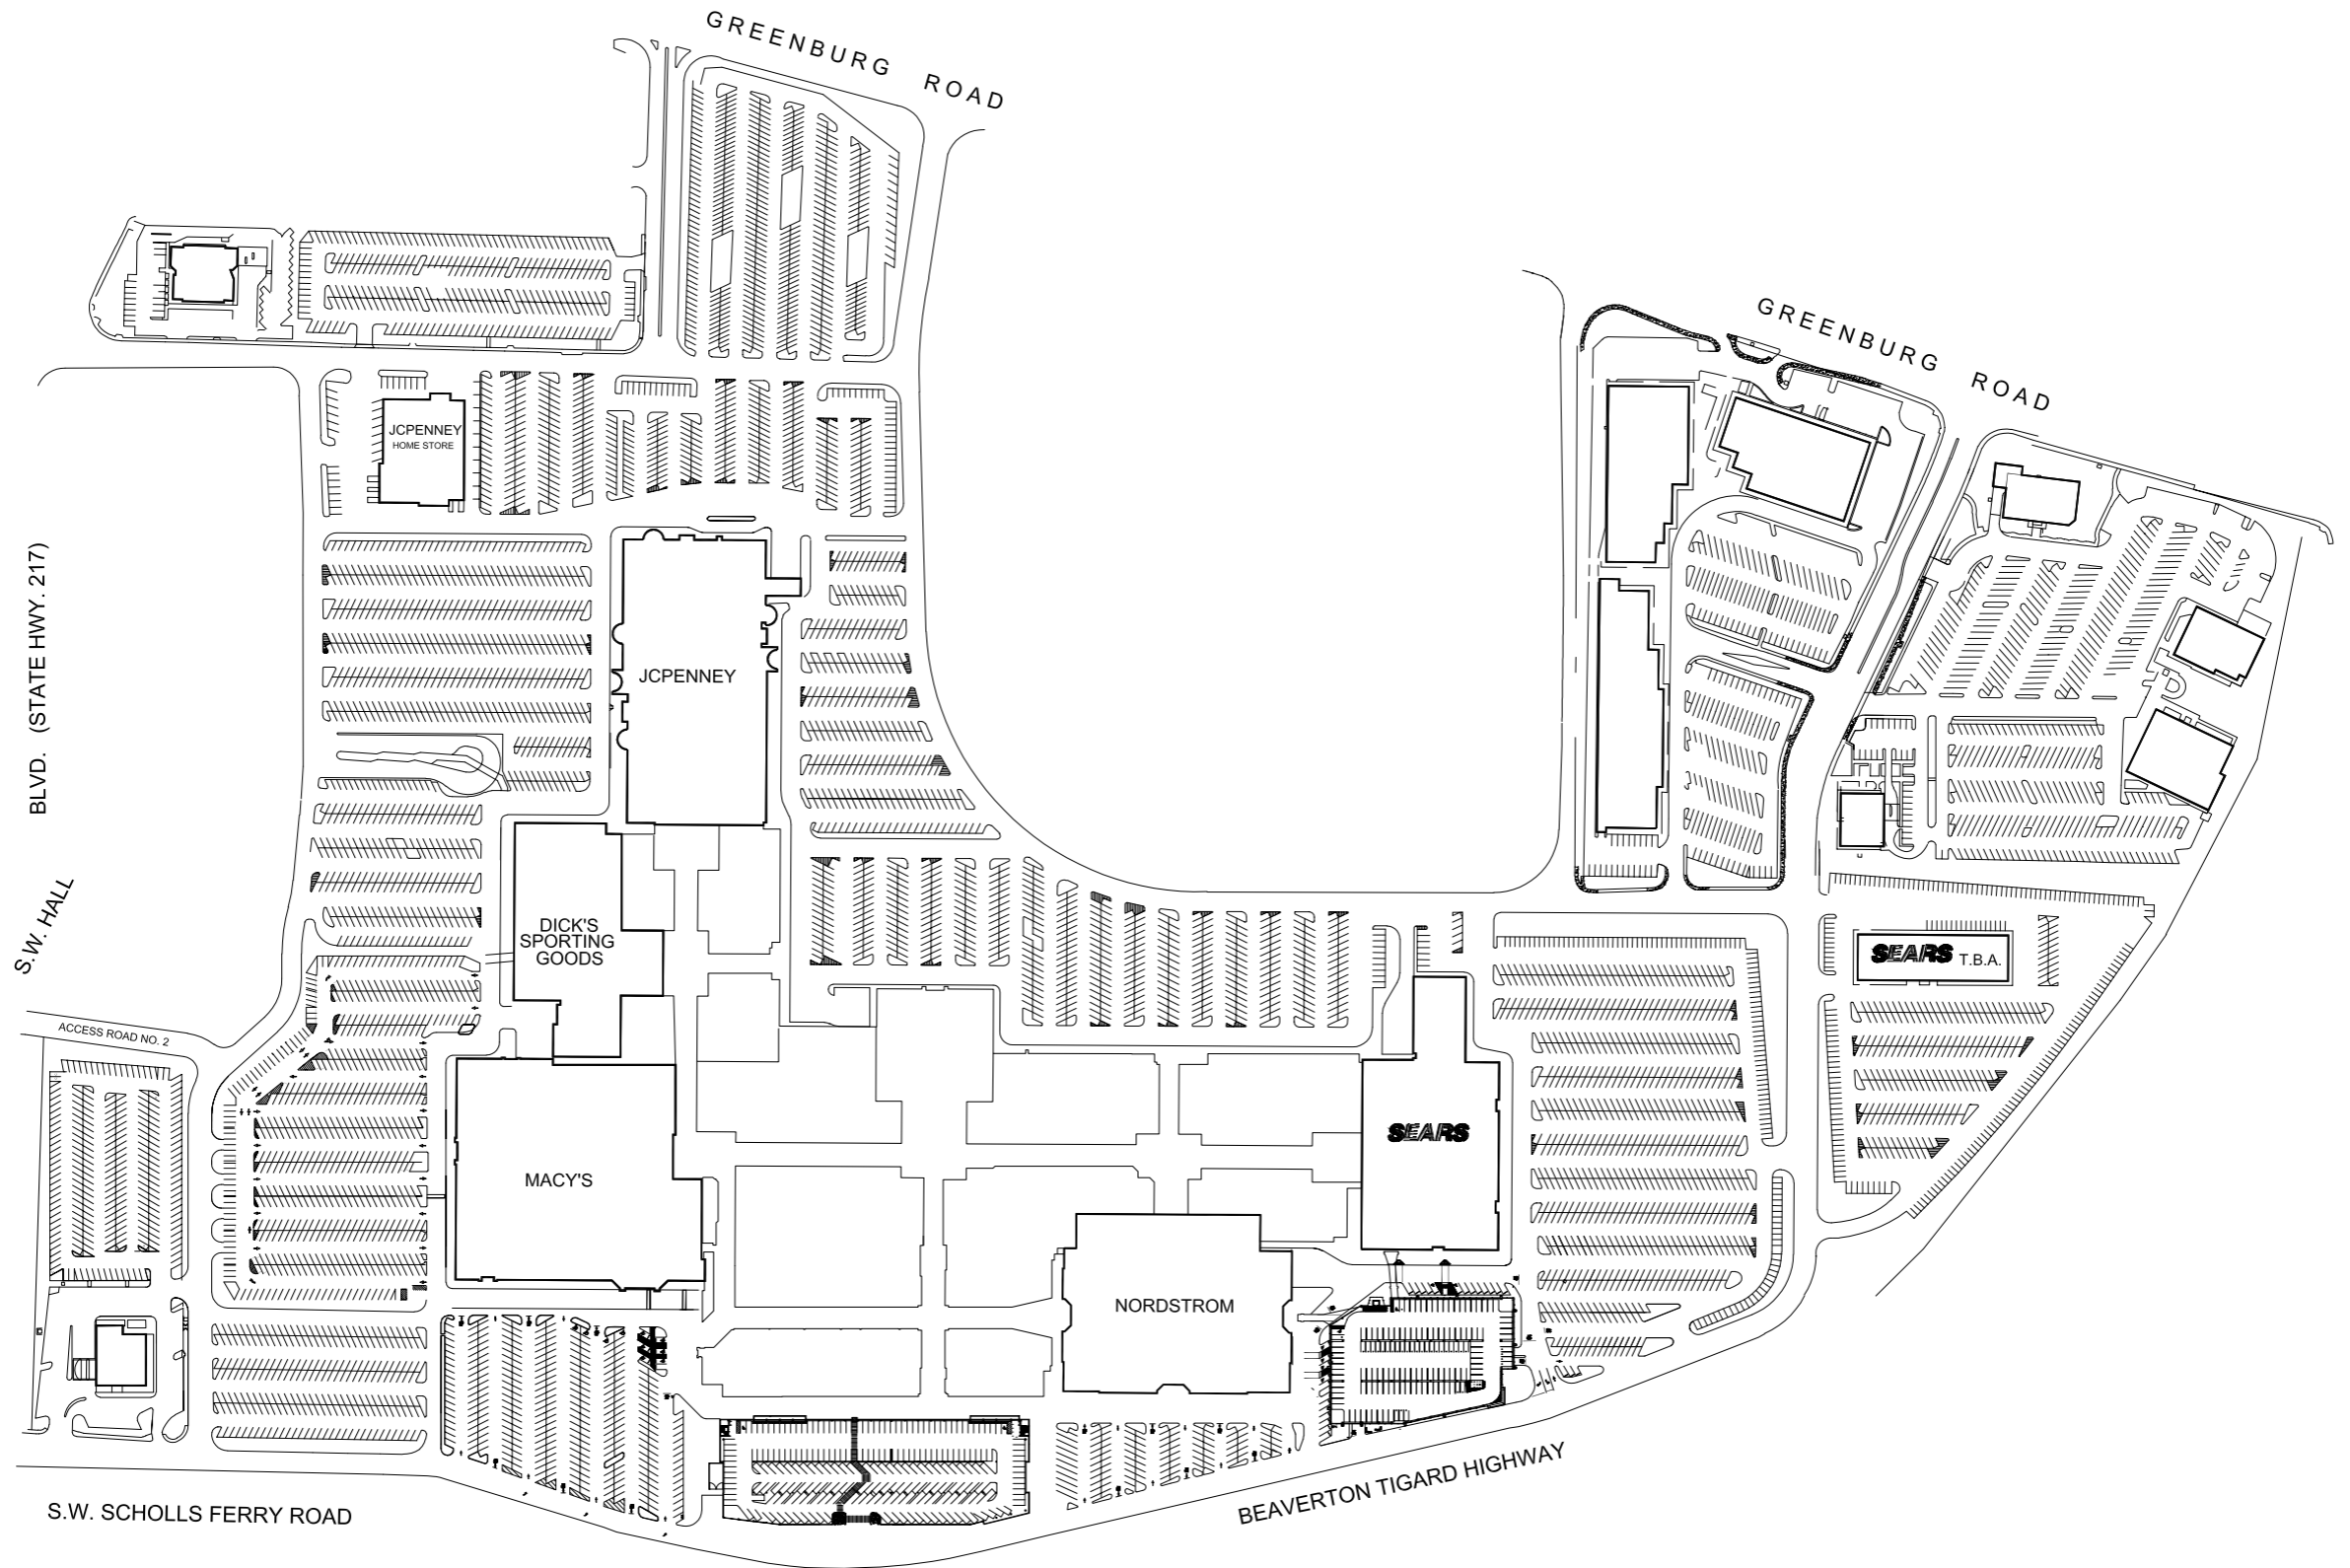 GREENBURG ROAD
GREENBURG ROAD
JCPENNEY
HOME STORE
BLVD. (STATE HWY. 217)
JCPENNEY
S.W. HALL
DICK'S
SPORTING
GOODS
SEARS T.B.A.
ACCESS ROAD NO. 2
SEARS
MACY'S
NORDSTROM
BEAVERTON TIGARD HIGHWAY
S.W. SCHOLLS FERRY ROAD